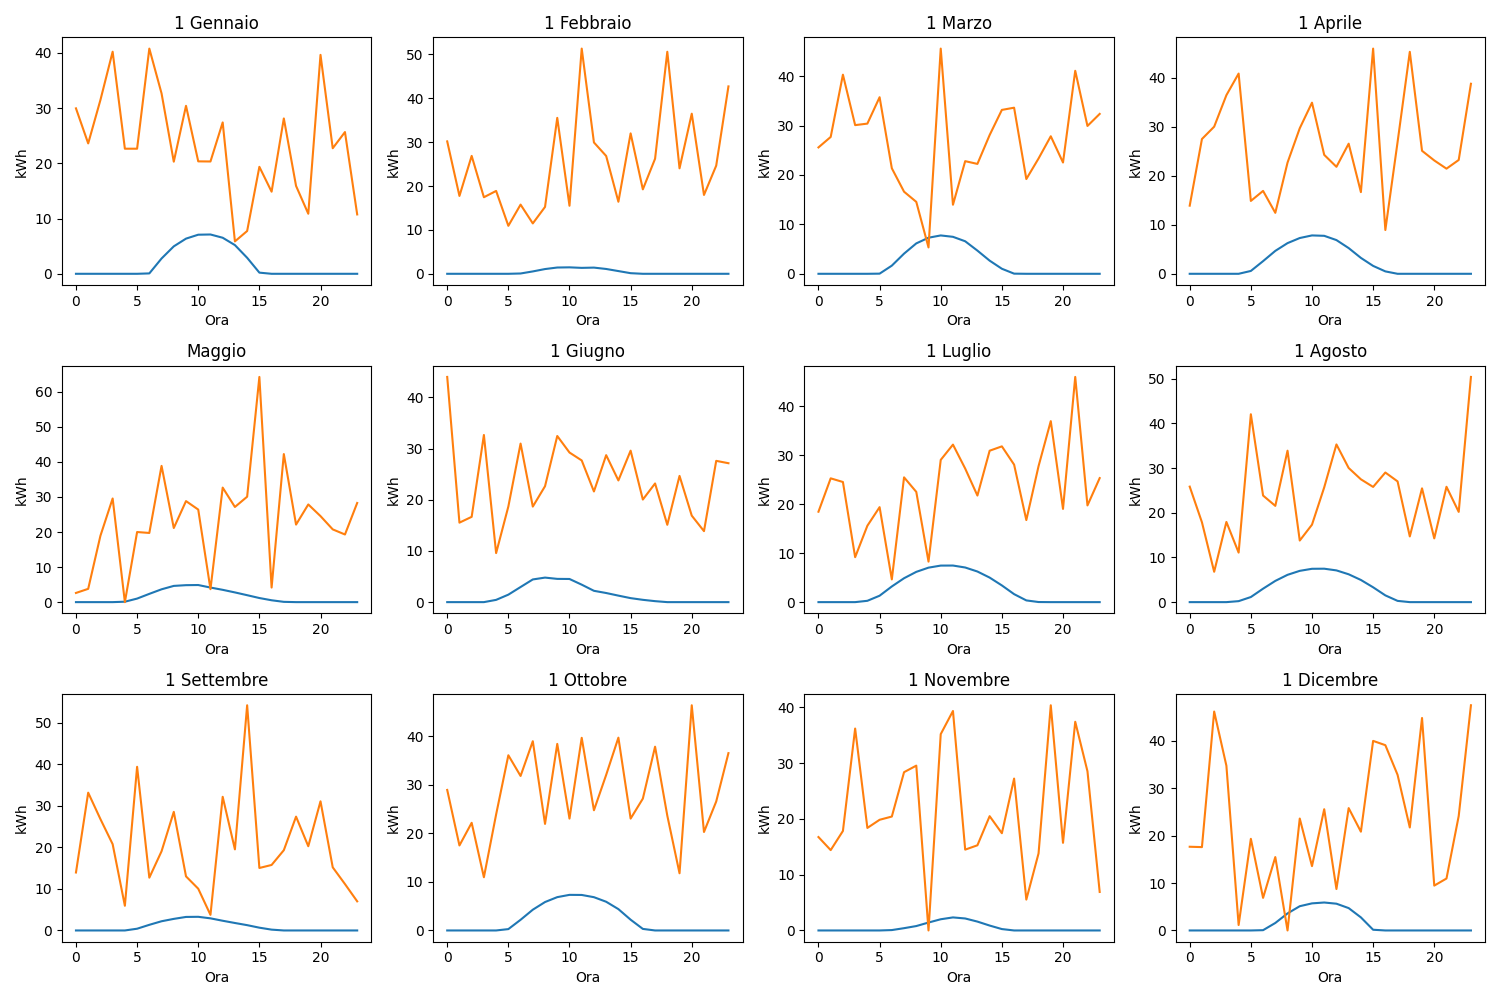 1 Gennaio
kWh
40
30
20
10
0
0 5 10 15 20
Ora
1 Febbraio
kWh
50
40
30
20
10
0
0 5 10 15 20
Ora
1 Marzo
kWh
40
30
20
10
0
0 5 10 15 20
Ora
1 Aprile
kWh
40
30
20
10
0
0 5 10 15 20
Ora
Maggio
kWh
60
50
40
30
20
10
0
0 5 10 15 20
Ora
1 Giugno
kWh
40
30
20
10
0
0 5 10 15 20
Ora
1 Luglio
kWh
40
30
20
10
0
0 5 10 15 20
Ora
1 Agosto
kWh
50
40
30
20
10
0
0 5 10 15 20
Ora
1 Settembre
kWh
50
40
30
20
10
0
0 5 10 15 20
Ora
1 Ottobre
kWh
40
30
20
10
0
0 5 10 15 20
Ora
1 Novembre
kWh
40
30
20
10
0
0 5 10 15 20
Ora
1 Dicembre
kWh
40
30
20
10
0
0 5 10 15 20
Ora